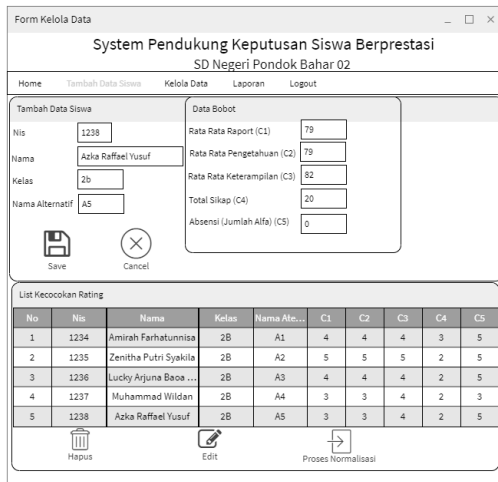 Form Kelola Data
System Pendukung Keputusan Siswa Berprestasi
SD Negeri Pondok Bahar 02
Home Tambah Data Siswa Kelola Data Laporan Logout
Tambah Data Siswa
Nis 1238
Nama Azka Raffael Yusuf
Kelas 2b
Nama Alternatif A5
Save Cancel
Data Bobot
Rata Rata Raport (C1) 79
Rata Rata Pengetahuan (C2) 79
Rata Rata Keterampilan (C3) 82
Total Sikap (C4) 20
Absensi (Jumlah Alfa) (C5) 0
List Kecocokan Rating
No Nis Nama Kelas Nama Ate... C1 C2 C3 C4 C5
1 1234 Amirah Farhatunnisa 2B A1 4 4 4 3 5
2 1235 Zenitha Putri Syakila 2B A2 5 5 5 2 5
3 1236 Lucky Arjuna Baoa ... 2B A3 4 4 4 2 5
4 1237 Muhammad Wildan 2B A4 3 3 4 2 3
5 1238 Azka Raffael Yusuf 2B A5 3 3 4 2 5
Hapus Edit Proses Normalisasi